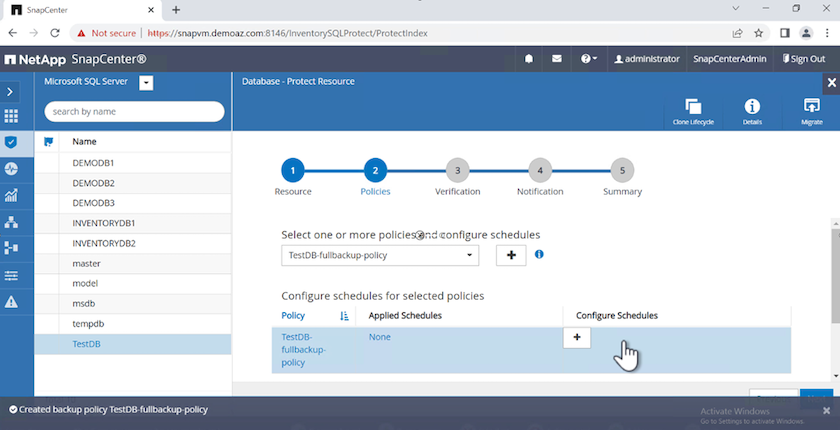 SnapCenter
Not secure | https://snapvm.demoaz.com:8146/InventorySQLProtect/ProtectIndex
NetApp SnapCenter®
administrator SnapCenterAdmin Sign Out
Microsoft SQL Server
Database - Protect Resource
search by name
Clone Lifecycle Details Migrate
Name
DEMODB1
DEMODB2
DEMODB3
INVENTORYDB1
INVENTORYDB2
master
model
msdb
tempdb
TestDB
1 2 3 4 5
Resource Policies Verification Notification Summary
Select one or more policies and configure schedules
TestDB-fullbackup-policy
Configure schedules for selected policies
Policy Applied Schedules Configure Schedules
TestDB-
fullbackup-
policy
None
Created backup policy TestDB-fullbackup-policy
Activate Windows
Go to Settings to activate Windows.